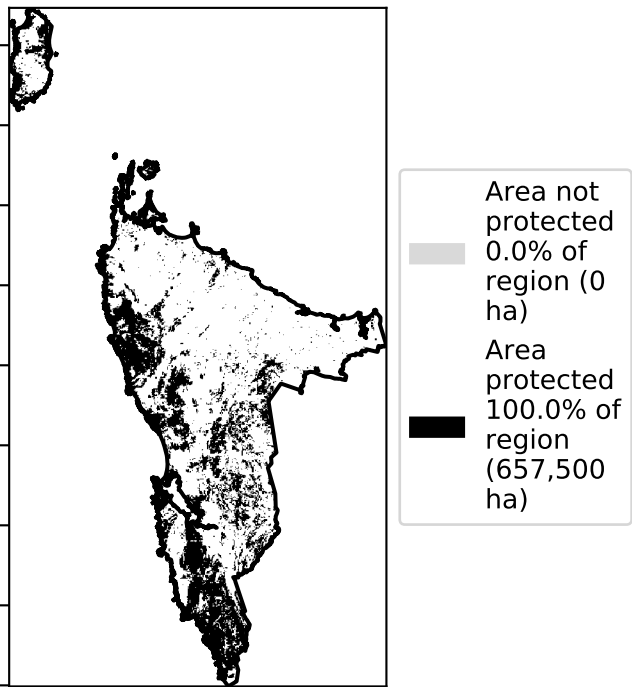 Area not
protected
0.0% of
region (0
ha)
Area
protected
100.0% of
region
(657,500
ha)